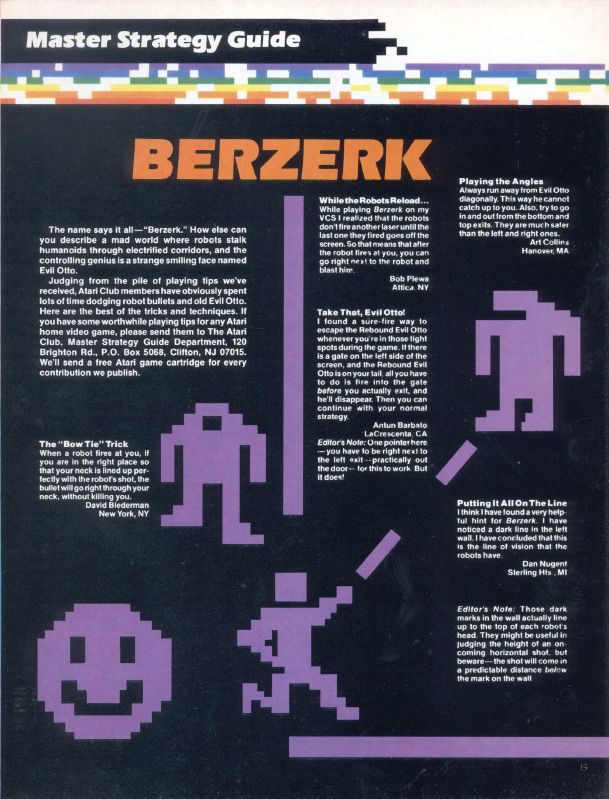 Master Strategy Guide
BERZERK
The name says it all—"Berzerk." How else can
you describe a mad world where robots stalk
humanoids through electrified corridors, and the
controlling genius is a strange smiling face named
Evil Otto.
Judging from the pile of playing tips we've
received, Atari Club members have obviously spent
lots of time dodging robot bullets and old Evil Otto.
Here are the best of the tricks and techniques. If
you have some worthwhile playing tips for any Atari
home video game, please send them to The Atari
Club, Master Strategy Guide Department, 120
Brighton Rd., P.O. Box 5068, Clifton, NJ 07015.
We'll send a free Atari game cartridge for every
contribution we publish.
The "Bow Tie" Trick
When a robot fires at you, if
you are in the right place so
that your neck is lined up per-
fectly with the robot's shot, the
bullet will go right through your
neck, without killing you.
David Biederman
New York, NY
While the Robots Reload...
While playing Berzerk on my
VCS I realized that the robots
don't fire another laser until the
last one they fired goes off the
screen. So that means that after
the robot fires at you, you can
go right next to the robot and
blast him.
Bob Plewa
Attica, NY
Take That, Evil Otto!
I found a sure-fire way to
escape the Rebound Evil Otto
whenever you're in those tight
spots during the game. If there
is a gate on the left side of the
screen, and the Rebound Evil
Otto is on your tail, all you have
to do is fire into the gate
before you actually exit, and
he'll disappear. Then you can
continue with your normal
strategy.
Antun Barbato
LaCrescenta, CA
Editor's Note: One pointer here
— you have to be right next to
the left exit—practically out
the door— for this to work. But
it does!
Playing the Angles
Always run away from Evil Otto
diagonally. This way he cannot
catch up to you. Also, try to go
in and out from the bottom and
top exits. They are much safer
than the left and right ones.
Art Collins
Hanover, MA
Putting It All On The Line
I think I have found a very help-
ful hint for Berzerk. I have
noticed a dark line in the left
wall. I have concluded that this
is the line of vision that the
robots have.
Dan Nugent
Sterling Hts., MI
Editor's Note: Those dark
marks in the wall actually line
up to the top of each robot's
head. They might be useful in
judging the height of an on-
coming horizontal shot, but
beware—the shot will come in
a predictable distance below
the mark on the wall
15